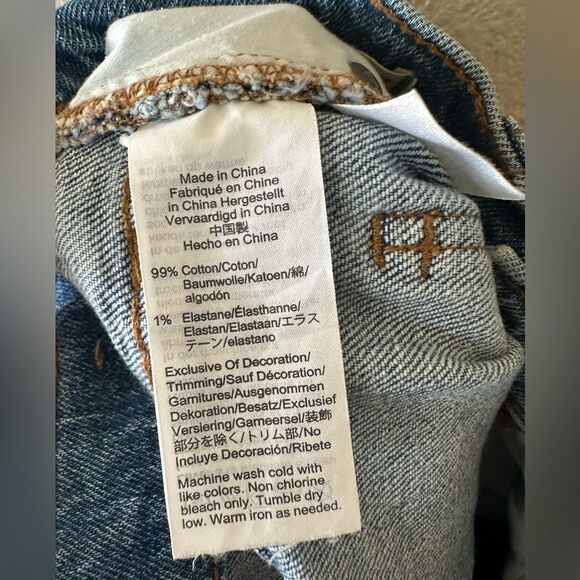 Made in China
Fabriqué en Chine
in China Hergestellt
Vervaardigd in China
中国製
Hecho en China
99% Cotton/Coton/
Baumwolle/Katoen/綿/
algodón
1% Elastane/Élasthanne/
Elastan/Elastaan/エラス
テーン/elastano
Exclusive Of Decoration/
Trimming/Sauf Décoration/
Garnitures/Ausgenommen
Dekoration/Besatz/Exclusief
Versiering/Garneersel/装飾
部分を除く/トリム部/No
Incluye Decoración/Ribete
Machine wash cold with
like colors. Non chlorine
bleach only. Tumble dry
low. Warm iron as needed.